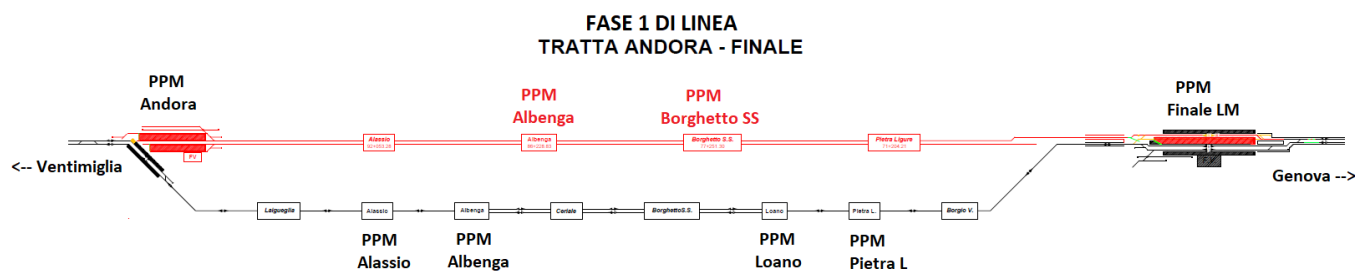 FASE 1 DI LINEA
TRATTA ANDORA - FINALE
PPM
Andora
PPM
Albenga
PPM
Borghetto SS
PPM
Finale LM
Alassio
Albenga
Borghetto S.S.
Pietra Ligure
FV
<-- Ventimiglia
Genova -->
Laigueglia
Alassio
Albenga
Ceriale
BorghettoS.S.
Loano
Pietra L.
Borgio V.
PPM
Alassio
PPM
Albenga
PPM
Loano
PPM
Pietra L